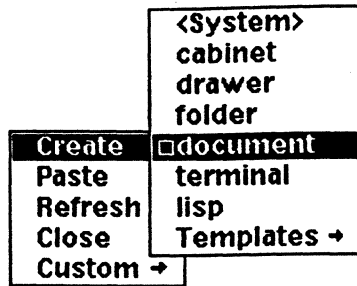 <System>
cabinet
drawer
folder
Create
document
Paste
terminal
Refresh
lisp
Close
Templates →
Custom →